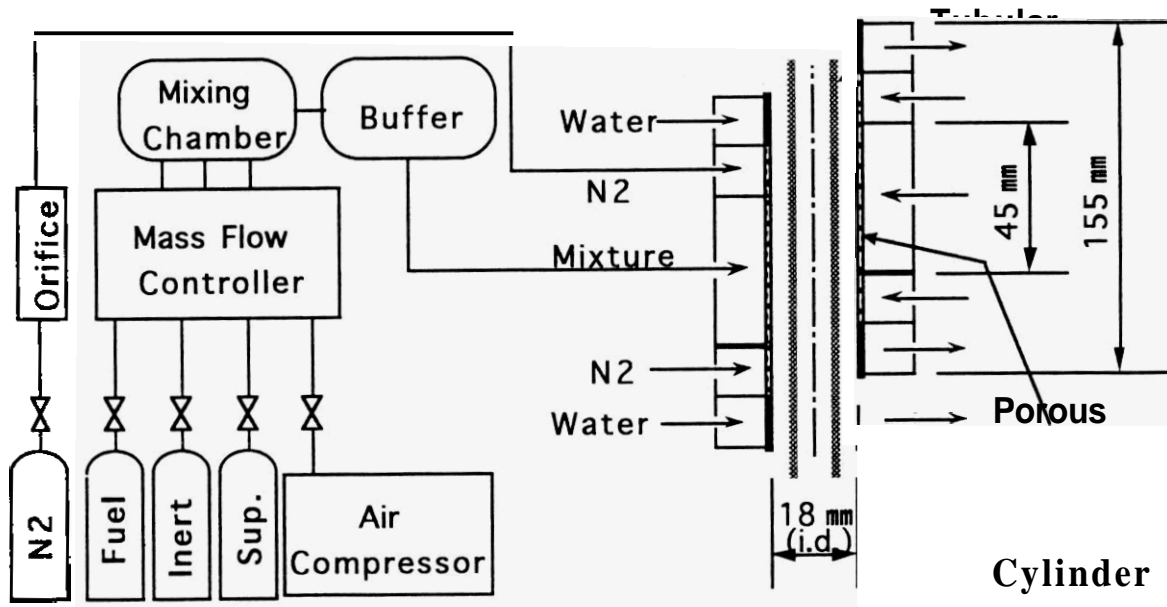 Tubular
Mixing
Chamber
Buffer
Water
N2
Orifice
Mass Flow
Controller
Mixture
45 mm
155 mm
N2
Water
Porous
N2
Fuel
Inert
Sup.
Air
Compressor
18 mm
(i.d.)
Cylinder